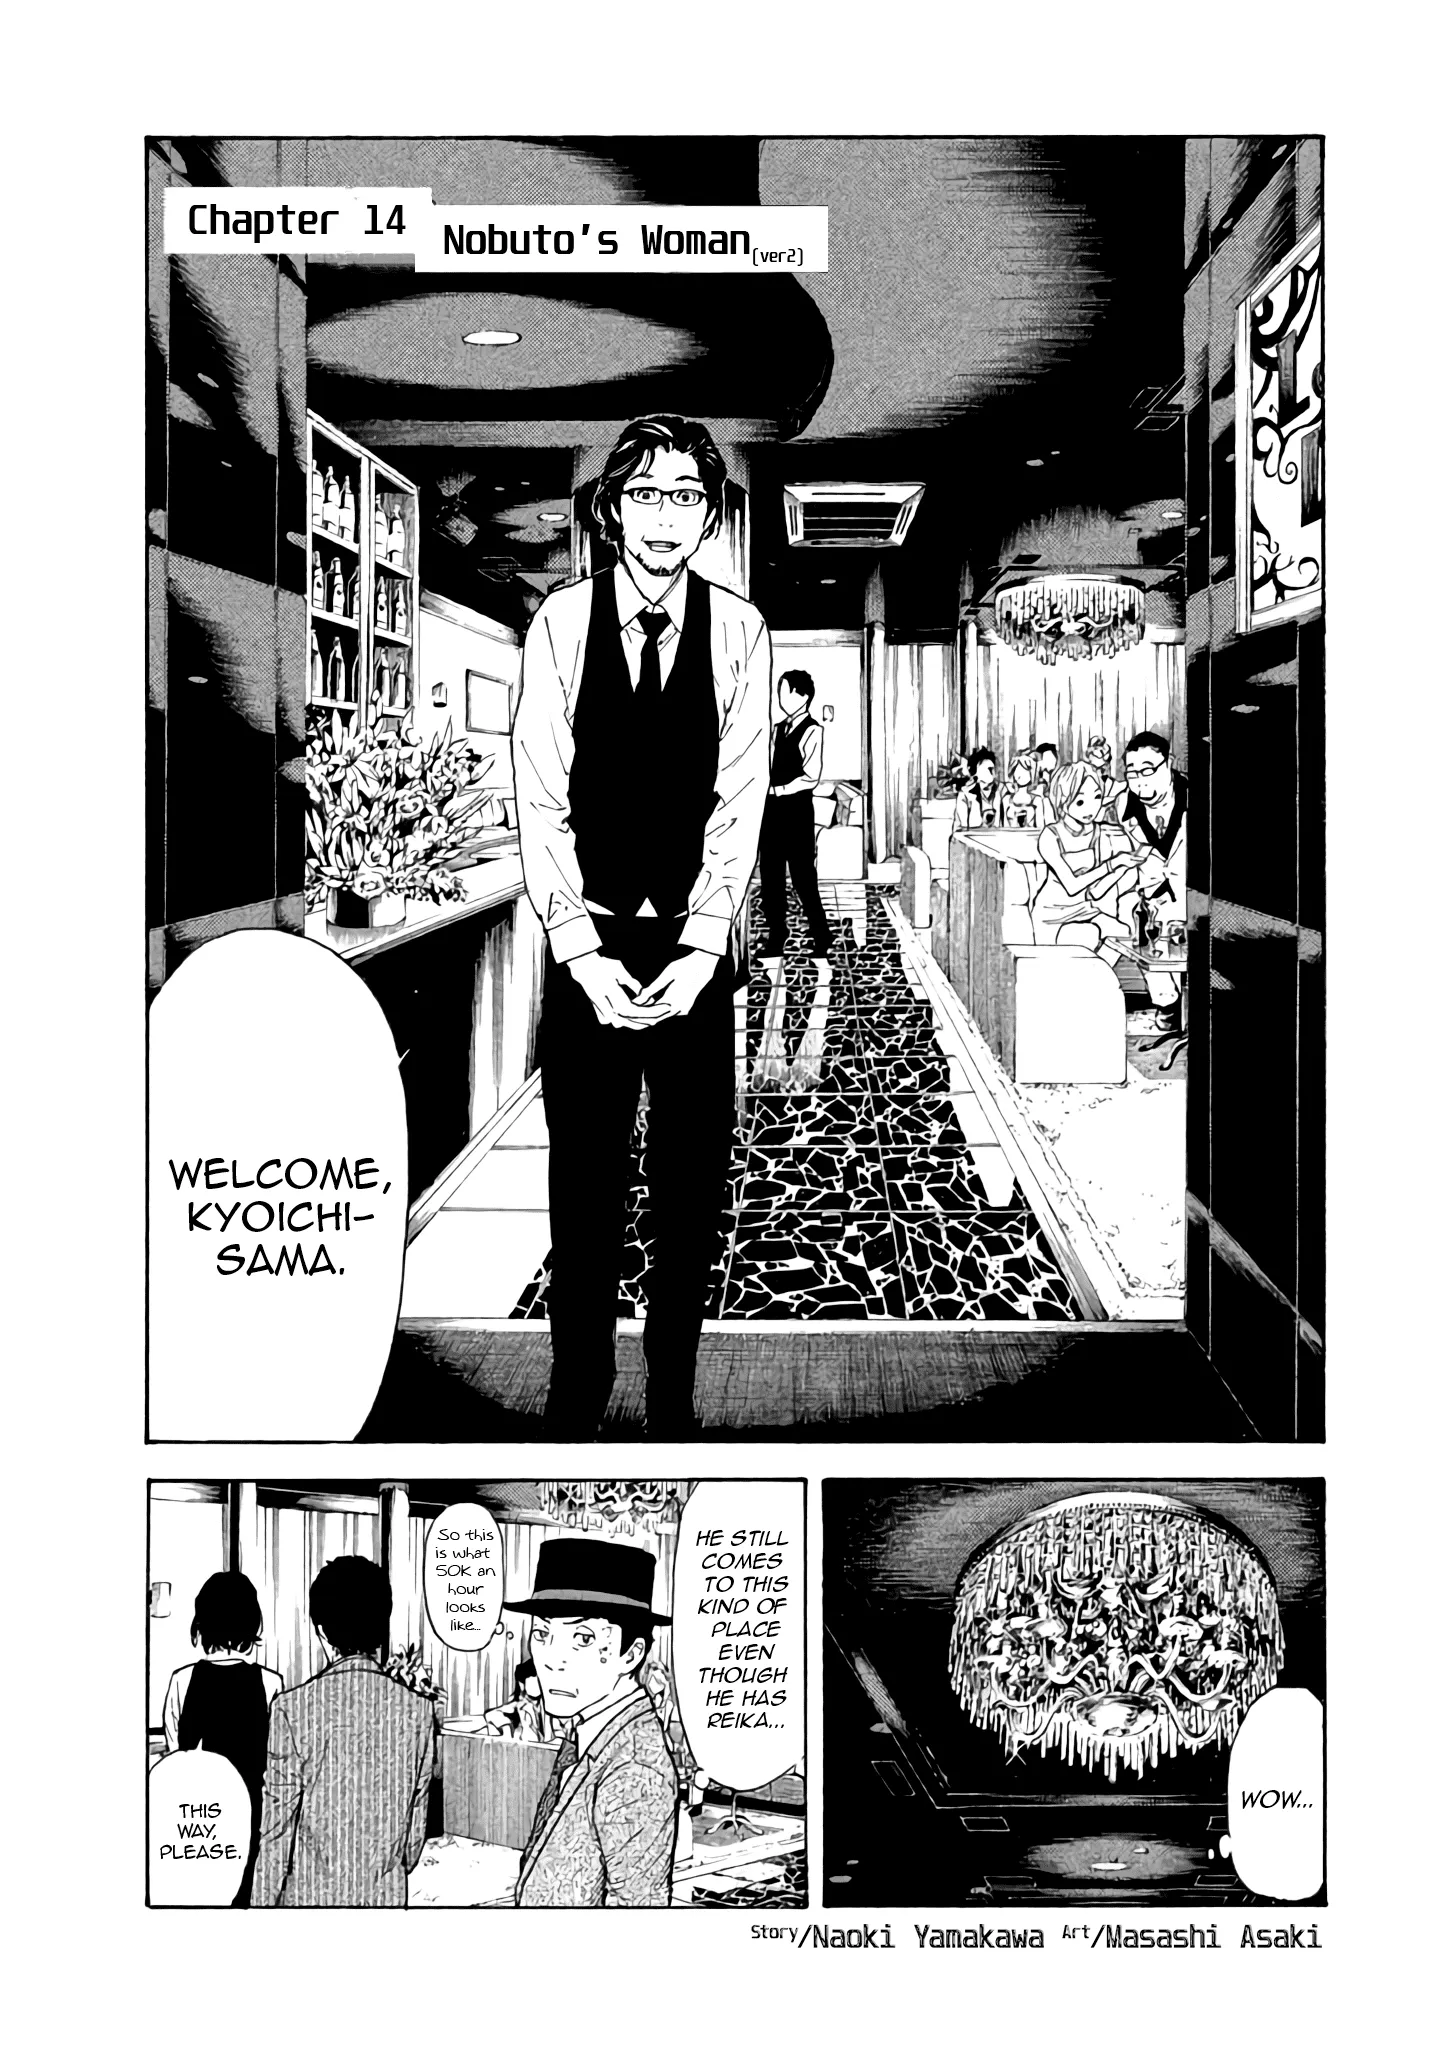 Chapter 14
Nobuto's Woman(ver2)
WELCOME,
KYOICHI-
SAMA.
WOW...
HE STILL
COMES
TO THIS
KIND OF
PLACE
EVEN
THOUGH
HE HAS
REIKA...
So this
is what
50K an
hour
looks
like...
THIS
WAY,
PLEASE.
Story/Naoki Yamakawa Art/Masashi Asaki